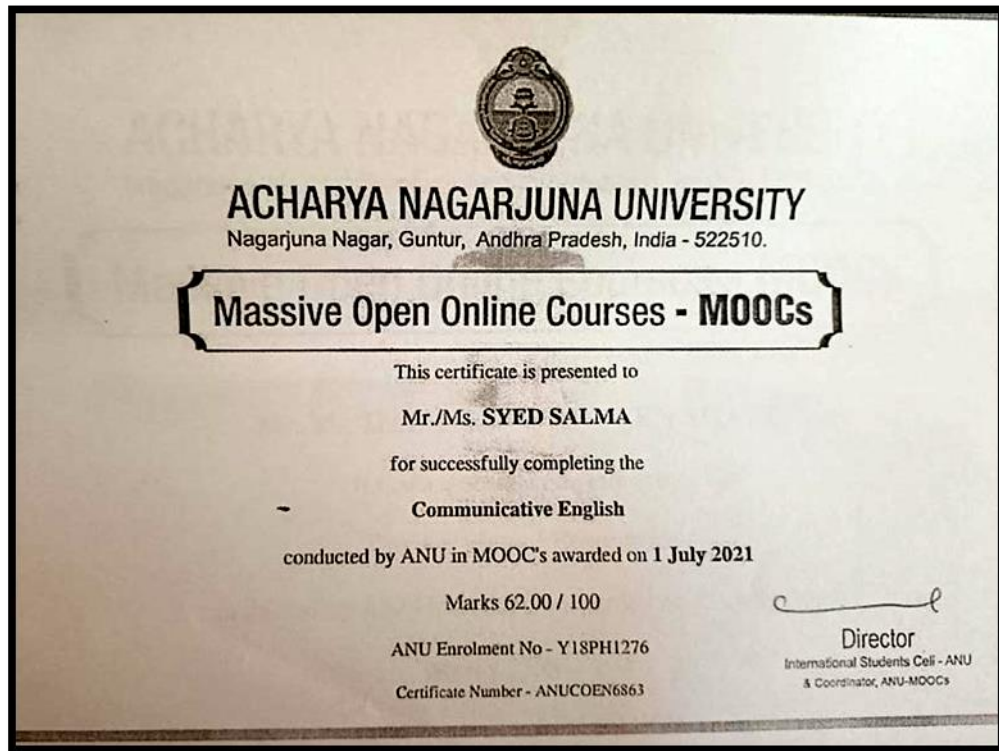 ACHARYA NAGARJUNA UNIVERSITY
Nagarjuna Nagar, Guntur, Andhra Pradesh, India - 522510.
Massive Open Online Courses - MOOCs
This certificate is presented to
Mr./Ms. SYED SALMA
for successfully completing the
Communicative English
conducted by ANU in MOOC's awarded on 1 July 2021
Marks 62.00 / 100
ANU Enrolment No - Y18PH1276
Certificate Number - ANUCOEN6863
Director
International Students Cell - ANU
& Coordinator, ANU-MOOCs